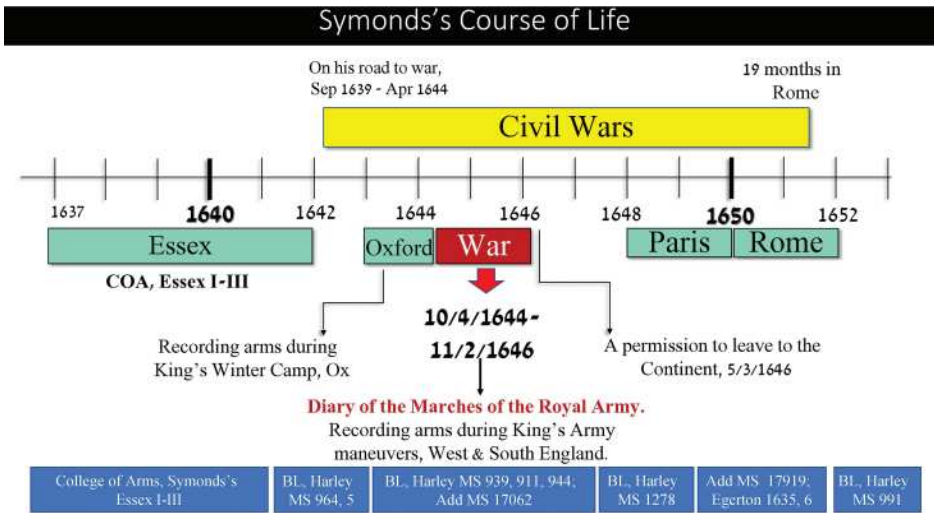 Symonds's Course of Life
On his road to war,
Sep 1639 - Apr 1644
19 months in
Rome
Civil Wars
1637
1640
1642
1644
1646
1648
1650
1652
Essex
Oxford
War
Paris
Rome
COA, Essex I-III
10/4/1644-
11/2/1646
Recording arms during
King's Winter Camp, Ox
A permission to leave to the
Continent, 5/3/1646
Diary of the Marches of the Royal Army.
Recording arms during King's Army
maneuvers, West & South England.
College of Arms, Symonds's
Essex I-III
BL, Harley
MS 964, 5
BL, Harley MS 939, 911, 944;
Add MS 17062
BL, Harley
MS 1278
Add MS 17919;
Egerton 1635, 6
BL, Harley
MS 991